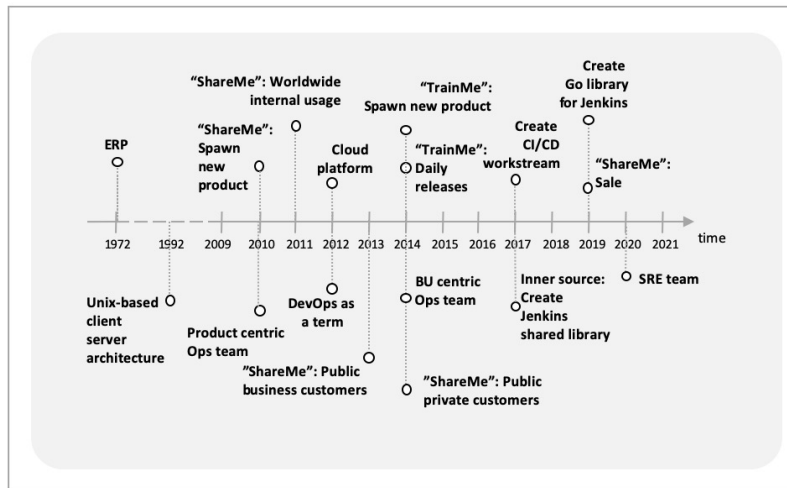 ERP
"ShareMe":
Spawn
new
product
"ShareMe": Worldwide
internal usage
Cloud
platform
"TrainMe":
Spawn new product
"TrainMe":
Daily
releases
Create
CI/CD
workstream
Create
Go library
for Jenkins
"ShareMe":
Sale
1972 1992 2009 2010 2011 2012 2013 2014 2015 2016 2017 2018 2019 2020 2021 time
Unix-based
client
server
architecture
Product centric
Ops team
DevOps as
a term
"ShareMe": Public
business customers
BU centric
Ops team
"ShareMe": Public
private customers
Inner source:
Create
Jenkins
shared library
SRE team